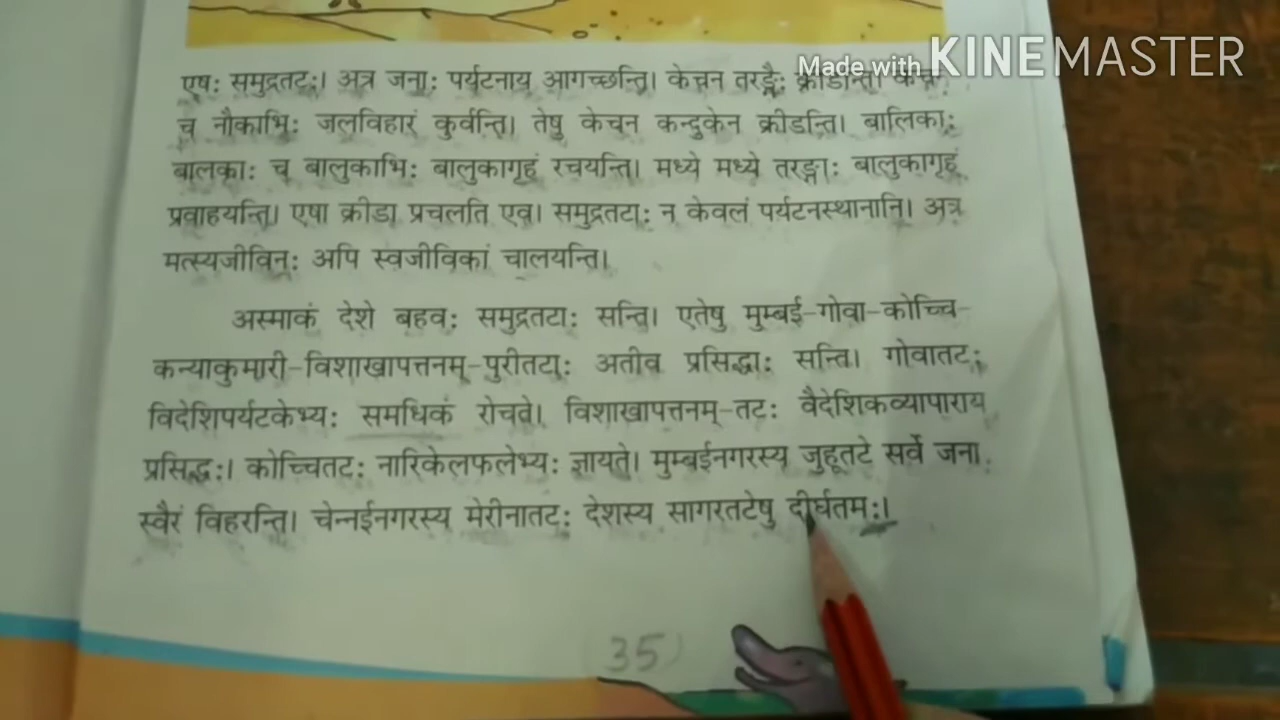 Made with KINEMASTER
एषः समुद्रतटः। अत्र जनाः पर्यटनाय आगच्छन्ति। केचन तरङ्गैः क्रीडन्ति। केचन
च नौकाभिः जलविहारं कुर्वन्ति। तेषु केचन कन्दुकेन क्रीडन्ति। बालिकाः
बालकाः च बालुकाभिः बालुकागृहं रचयन्ति। मध्ये मध्ये तरङ्गाः बालुकागृहं
प्रवाहयन्ति। एषा क्रीडा प्रचलति एव। समुद्रतटाः न केवलं पर्यटनस्थानानि। अत्र
मत्स्यजीविनः अपि स्वजीविकां चालयन्ति।
अस्माकं देशे बहवः समुद्रतटाः सन्ति। एतेषु मुम्बई-गोवा-कोच्चि-
कन्याकुमारी-विशाखापत्तनम्-पुरीतटाः अतीव प्रसिद्धाः सन्ति। गोवातटः
विदेशिपर्यटकेभ्यः समधिकं रोचते। विशाखापत्तनम्-तटः वैदेशिकव्यापाराय
प्रसिद्धः। कोच्चितटः नारिकेलफलेभ्यः ज्ञायते। मुम्बईनगरस्य जुहूतटे सर्वे जना
स्वैरं विहरन्ति। चेन्नईनगरस्य मेरीनातटः देशस्य सागरतटेषु दीर्घतमः।
35